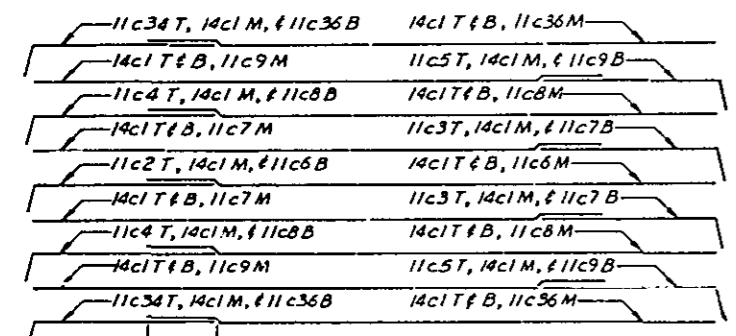 11c34 T, 14c1 M, & 11c36 B 14c1 T & B, 11c36 M
14c1 T & B, 11c9 M 11c5 T, 14c1 M, & 11c9 B
11c4 T, 14c1 M, & 11c8 B 14c1 T & B, 11c8 M
14c1 T & B, 11c7 M 11c3 T, 14c1 M, & 11c7 B
11c2 T, 14c1 M, & 11c6 B 14c1 T & B, 11c6 M
14c1 T & B, 11c7 M 11c3 T, 14c1 M, & 11c7 B
11c4 T, 14c1 M, & 11c8 B 14c1 T & B, 11c8 M
14c1 T & B, 11c9 M 11c5 T, 14c1 M, & 11c9 B
11c34 T, 14c1 M, & 11c36 B 14c1 T & B, 11c36 M